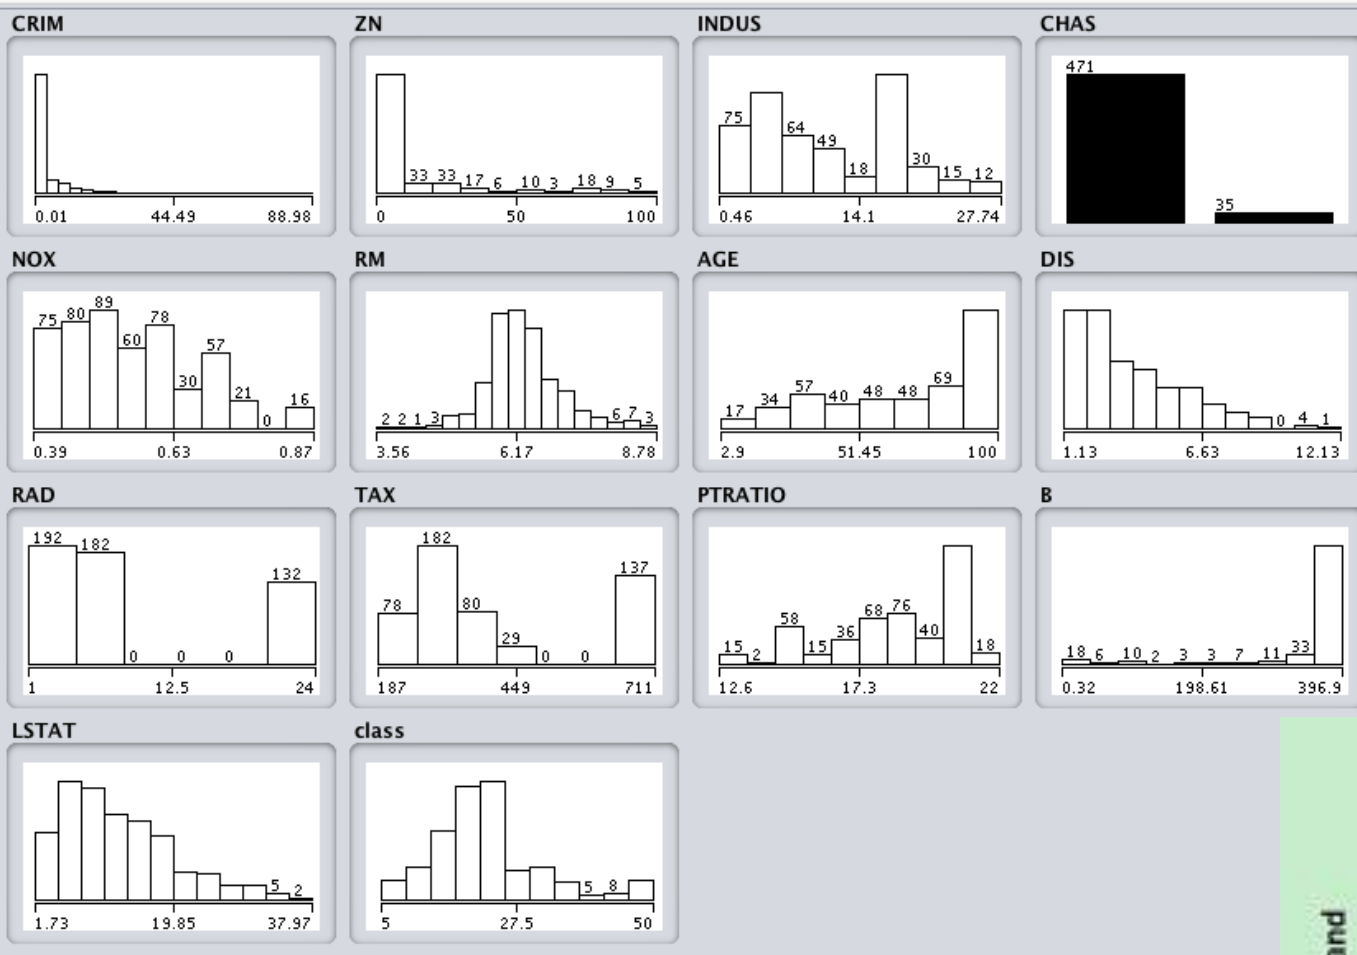 CRIM
0.01 44.49 88.98
ZN
33 33 17 6 10 3 18 9 5
0 50 100
INDUS
75 64 49 18 30 15 12
0.46 14.1 27.74
CHAS
471
35
NOX
75 80 89 60 78 30 57 21 0 16
0.39 0.63 0.87
RM
2 2 1 3 6 7 3
3.56 6.17 8.78
AGE
17 34 57 40 48 48 69
2.9 51.45 100
DIS
0 4 1
1.13 6.63 12.13
RAD
192 182 0 0 0 132
1 12.5 24
TAX
78 182 80 29 0 0 137
187 449 711
PTRATIO
15 2 58 15 36 68 76 40 18
12.6 17.3 22
B
18 6 10 2 3 3 7 11 33
0.32 198.61 396.9
LSTAT
5 2
1.73 19.85 37.97
class
5 8
5 27.5 50
and